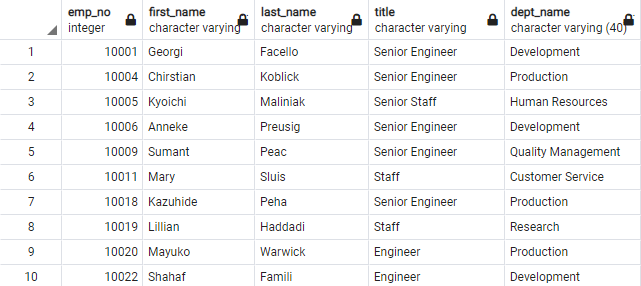 emp_no first_name last_name title dept_name
integer character varying character varying character varying character varying (40)
1 10001 Georgi Facello Senior Engineer Development
2 10004 Chirstian Koblick Senior Engineer Production
3 10005 Kyoichi Maliniak Senior Staff Human Resources
4 10006 Anneke Preusig Senior Engineer Development
5 10009 Sumant Peac Senior Engineer Quality Management
6 10011 Mary Sluis Staff Customer Service
7 10018 Kazuhide Peha Senior Engineer Production
8 10019 Lillian Haddadi Staff Research
9 10020 Mayuko Warwick Engineer Production
10 10022 Shahaf Famili Engineer Development